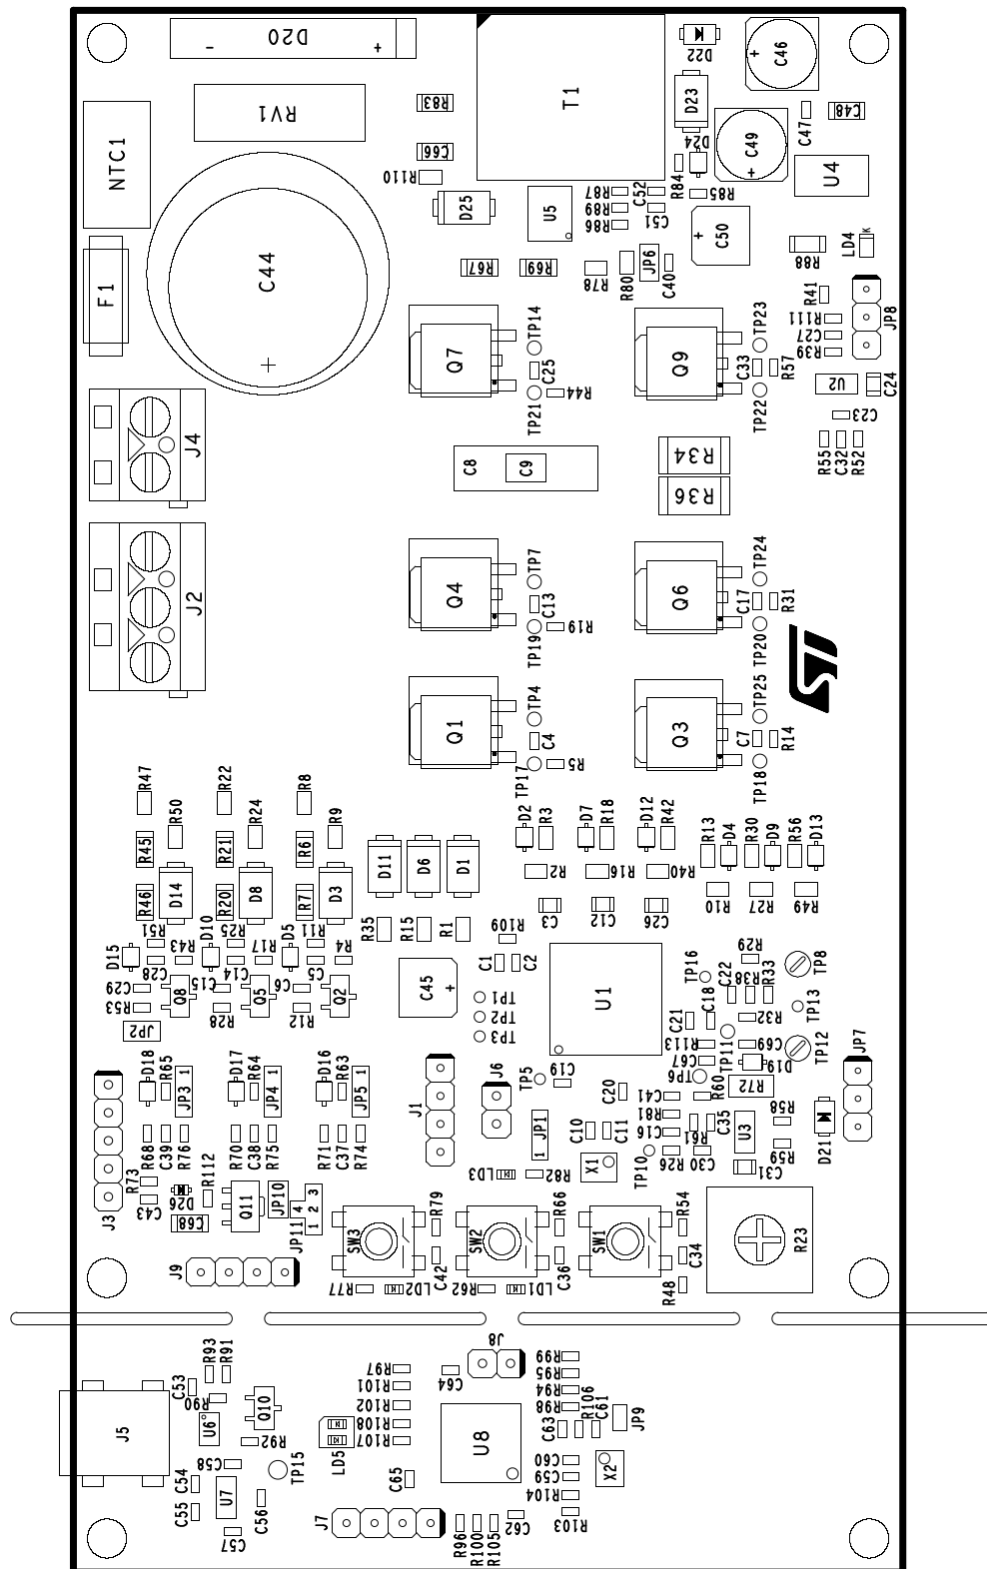 - D20 +
D22
+ C46
R83
T1
D23
RV1
C47
C48
NTC1
D24
C49
+
C66
R110
R84
U4
D25
U5
R87
C52
R85
R89
C51
R86
+
C50
LD4
K
C44
R67
R69
R78
R80
JP6
C40
R88
F1
R41
R111
C27
R39
JP8
Q7
TP14
Q9
TP23
+
C25
C33
R57
U2
C24
TP21
R44
TP22
C23
J4
C8
C9
R34
R55
C32
R52
R36
Q4
TP7
Q6
TP24
J2
C13
C17
R31
TP19
R19
TP20
ST
Q1
TP4
Q3
TP25
C4
C7
R14
TP17
R5
TP18
R47
R22
R8
R50
R24
R9
D2
R3
D7
R18
D12
R42
R13
D4
R30
D9
R56
D13
R45
R21
R6
D11
D6
D1
R2
R16
R40
R46
D14
R20
D8
R7
D3
R10
R27
R49
C3
C12
C26
R51
R25
R11
R35
R15
R1
R109
D15
R43
D10
R17
D5
R4
R29
C28
C14
C5
C1
C2
TP16
C22
R38
R33
TP8
C29
Q8
C15
Q5
C6
Q2
C45
+
U1
R53
R28
R12
TP1
TP2
TP3
C21
C18
R32
TP13
JP2
R113
TP11
C69
TP12
C67
D19
JP7
D18
R65
D17
R64
D16
R63
J6
TP5
C19
TP6
R60
R72
JP3
1
JP4
1
JP5
1
J1
C20
C41
R81
C35
R58
C10
C11
C16
R61
U3
R68
C39
R76
R70
C38
R75
R71
C37
R74
JP1
1
R26
C30
R59
D21
J3
R73
LD3
R82
X1
TP10
C31
C43
D26
R112
Q11
JP10
C68
JP11
4 3
1 2
SW3
R79
SW2
R66
SW1
R54
R23
J9
C42
C36
C34
R77
LD2
R62
LD1
R48
R93
R91
J8
C53
R97
C64
R99
R95
R90
R101
R94
J5
U6
Q10
R102
R98
R106
C61
JP9
R108
C63
R92
LD5
R107
U8
C58
C60
X2
C54
TP15
C65
C59
U7
R104
C55
C56
J7
C62
R103
C57
R96
R100
R105